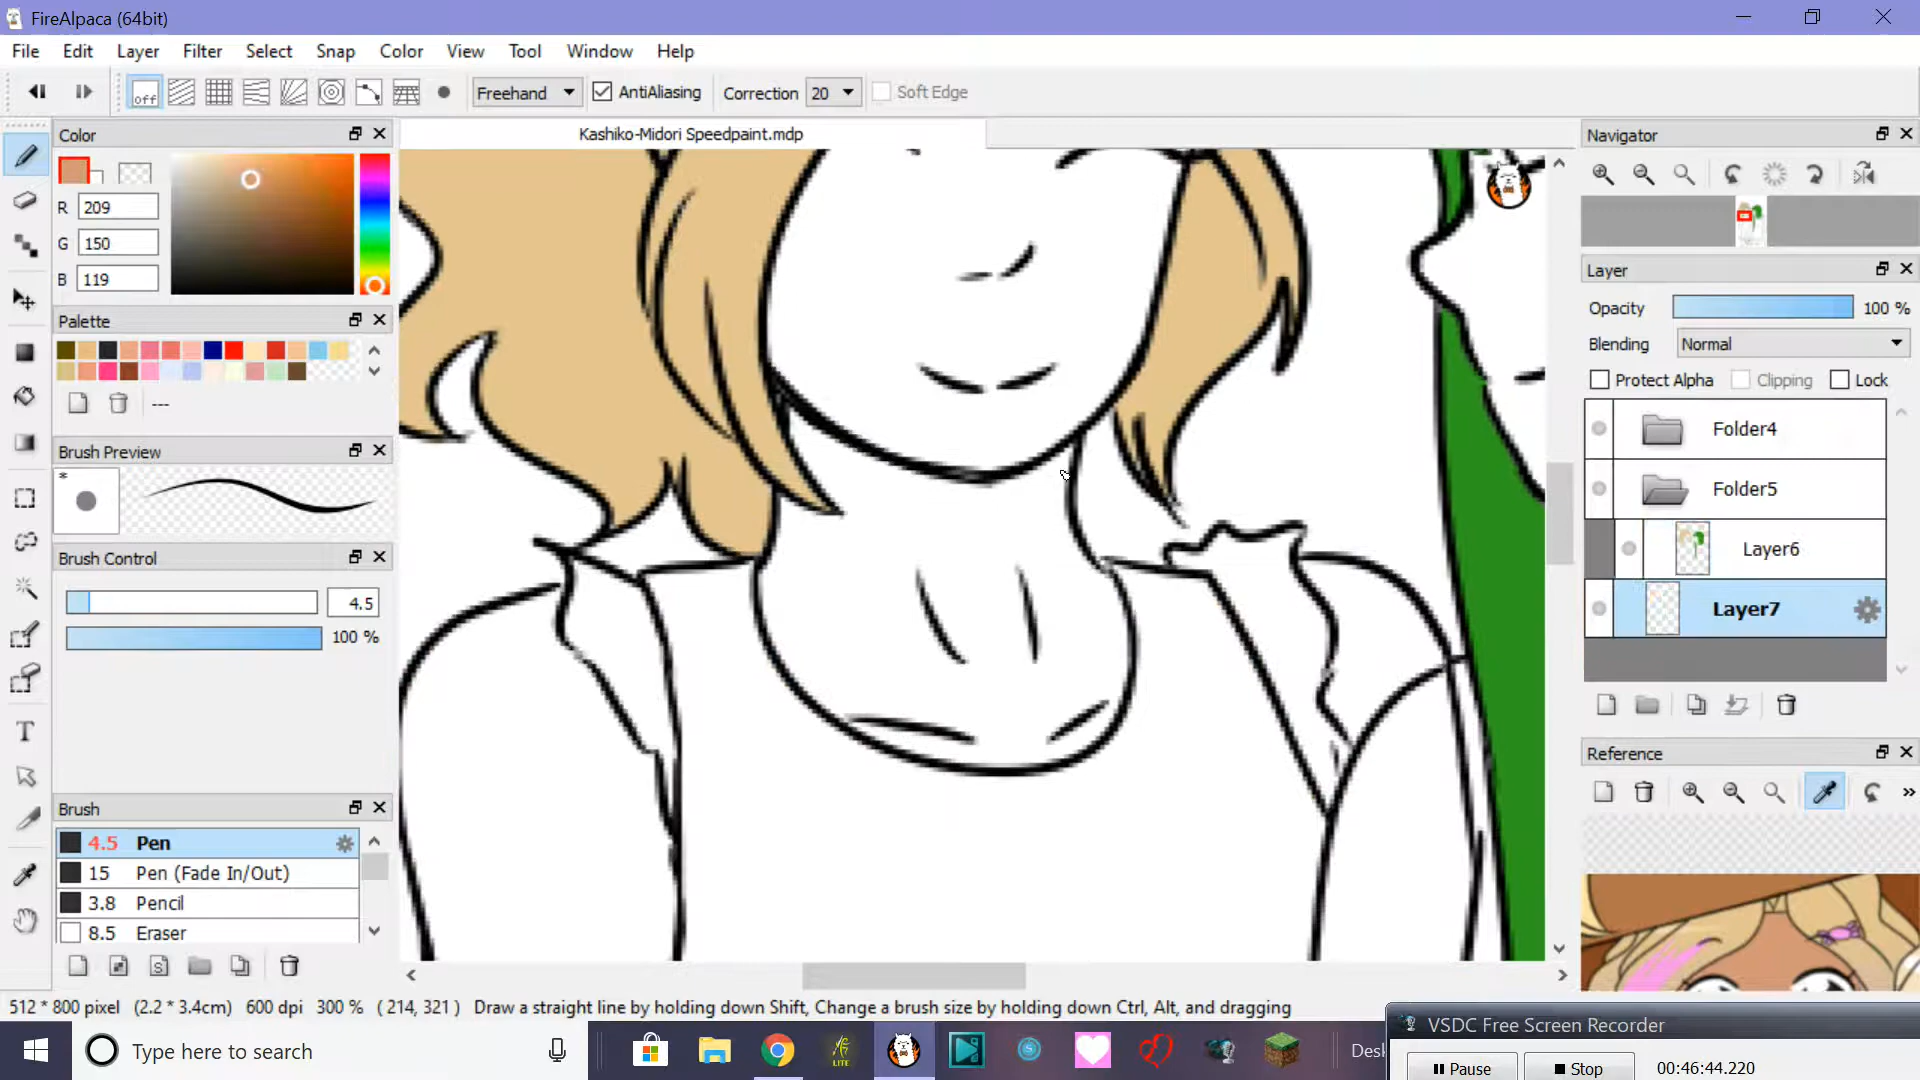 FireAlpaca (64bit)
File Edit Layer Filter Select Snap Color View Tool Window Help
off Freehand AntiAliasing Correction 20 Soft Edge
Color
R 209
G 150
B 119
Palette
---
Brush Preview
*
Brush Control
4.5
100 %
Brush
4.5 Pen
15 Pen (Fade In/Out)
3.8 Pencil
8.5 Eraser
Kashiko-Midori Speedpaint.mdp
Navigator
Layer
Opacity 100 %
Blending Normal
Protect Alpha Clipping Lock
Folder4
Folder5
Layer6
Layer7
Reference
»
T
512 * 800 pixel (2.2 * 3.4cm) 600 dpi 300 % ( 214, 321 ) Draw a straight line by holding down Shift, Change a brush size by holding down Ctrl, Alt, and dragging
VSDC Free Screen Recorder
Pause Stop 00:46:44.220
Type here to search
LITE
Desk